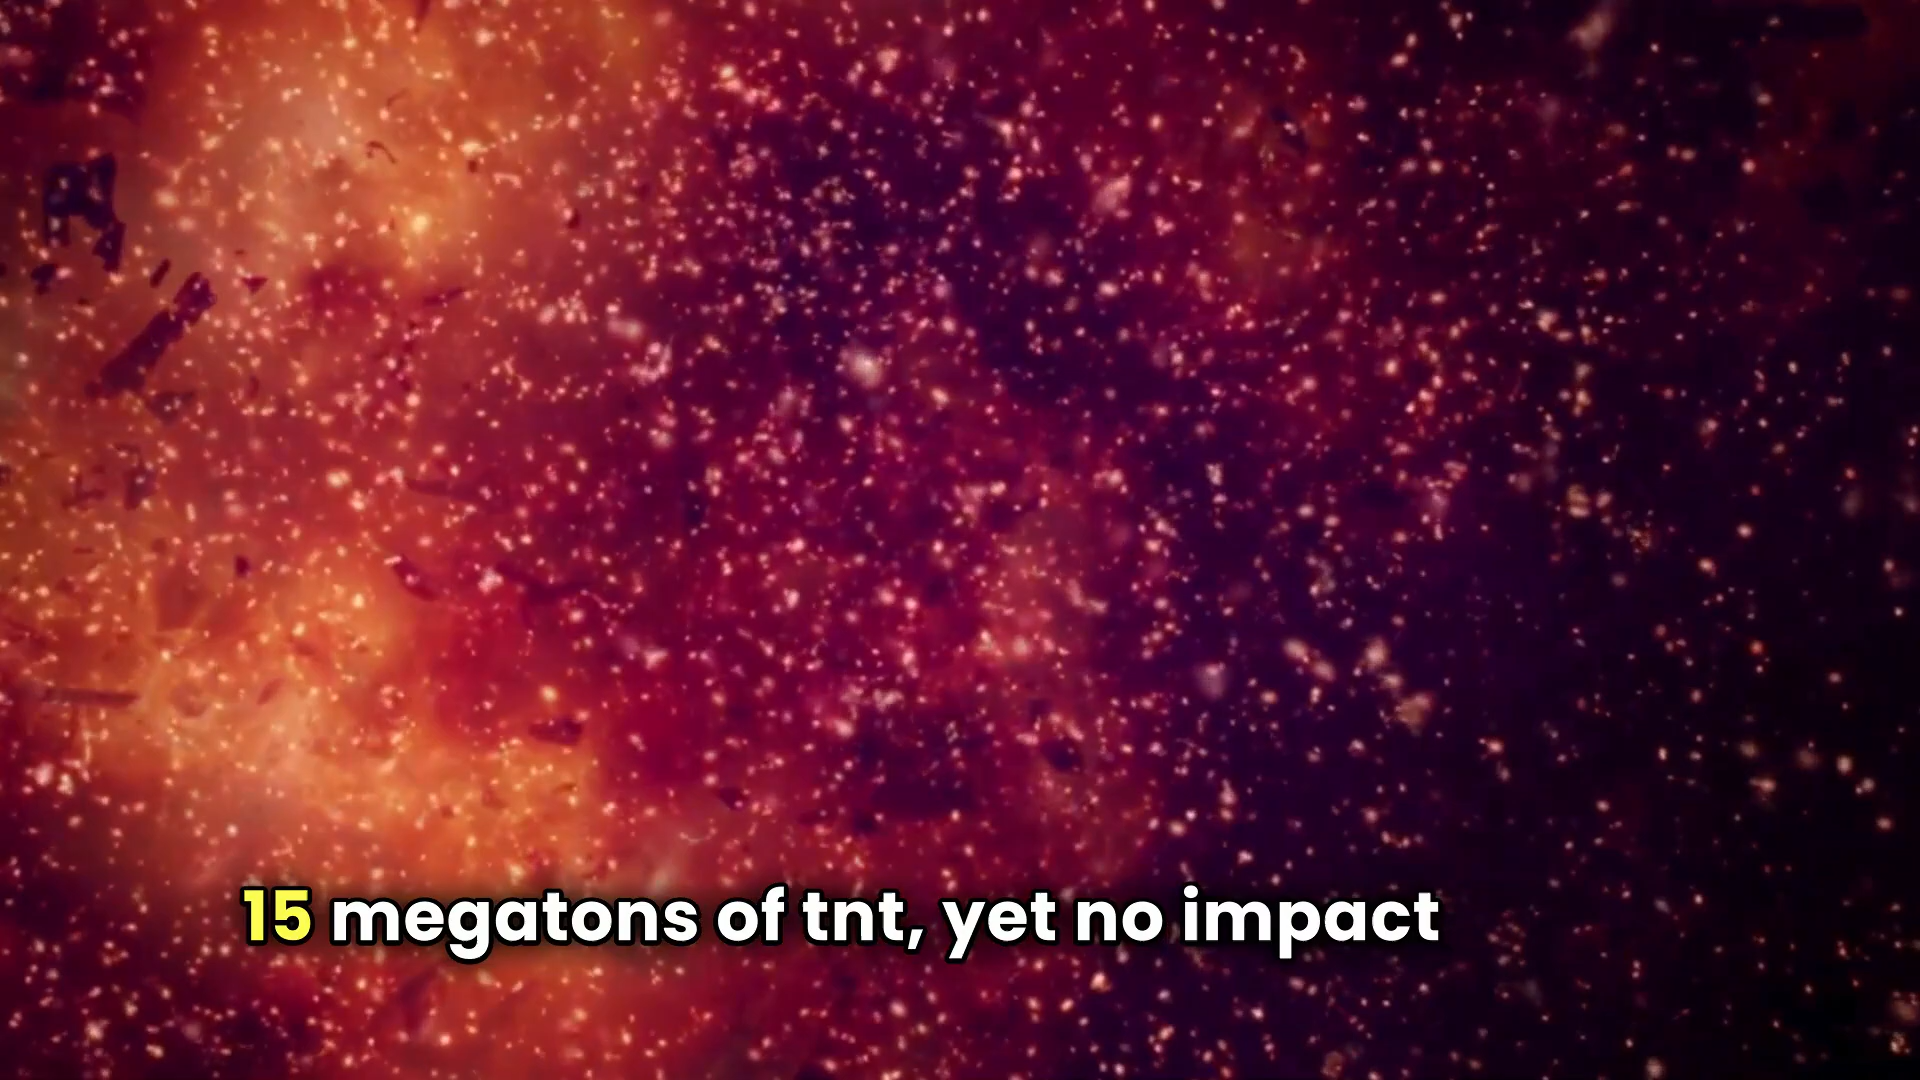 15 megatons of tnt, yet no impact